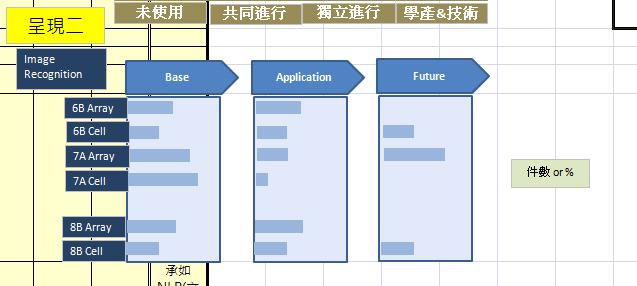 未使用
共同進行
獨立進行
學產&技術
呈現二
Image
Recognition
Base
Application
Future
6B Array
6B Cell
7A Array
7A Cell
8B Array
8B Cell
件數 or %
承如